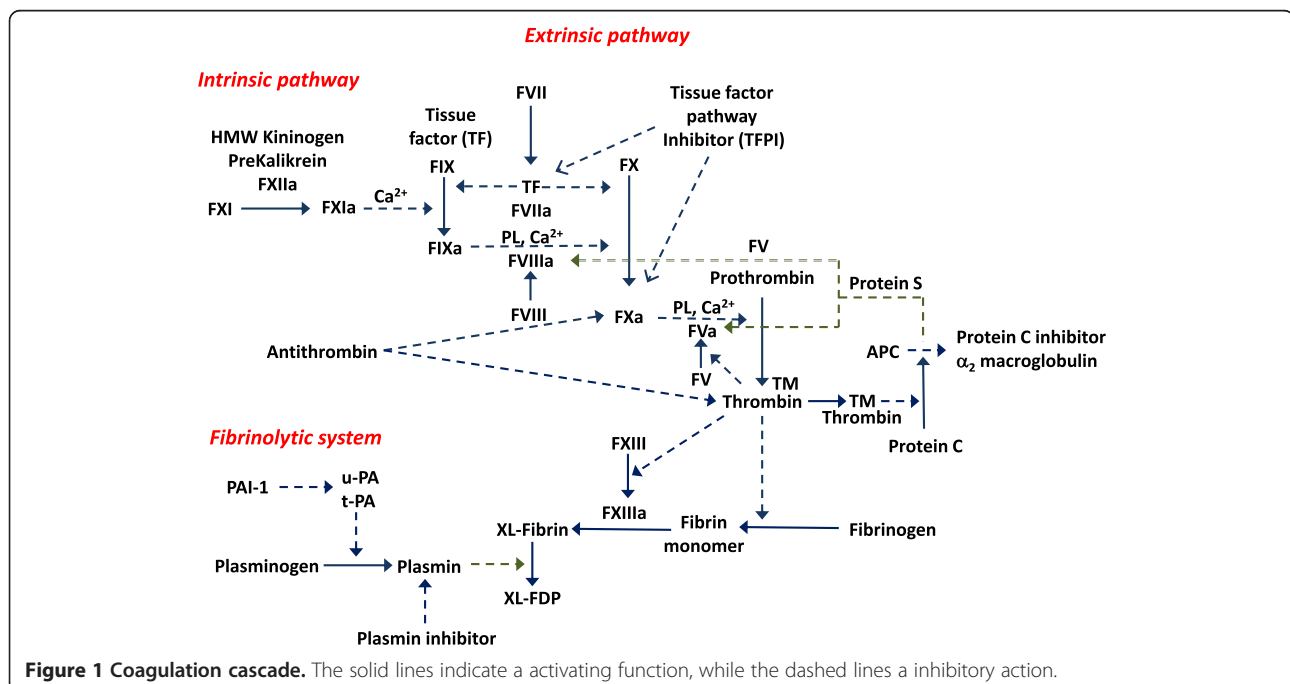 Extrinsic pathway
Intrinsic pathway
FVII
Tissue factor
pathway
Inhibitor (TFPI)
Tissue
factor (TF)
HMW Kininogen
PreKalikrein
FXIIa
FIX
FX
TF
FVIIa
FXI
FXIa
Ca2+
FIXa
PL, Ca2+
FVIIIa
FV
Prothrombin
Protein S
FVIII
FXa
PL, Ca2+
FVa
Antithrombin
APC
Protein C inhibitor
α2 macroglobulin
FV
TM
Thrombin
TM
Thrombin
Protein C
Fibrinolytic system
FXIII
PAI-1
u-PA
t-PA
FXIIIa
XL-Fibrin
Fibrin
monomer
Fibrinogen
Plasminogen
Plasmin
XL-FDP
Plasmin inhibitor
Figure 1 Coagulation cascade. The solid lines indicate a activating function, while the dashed lines a inhibitory action.